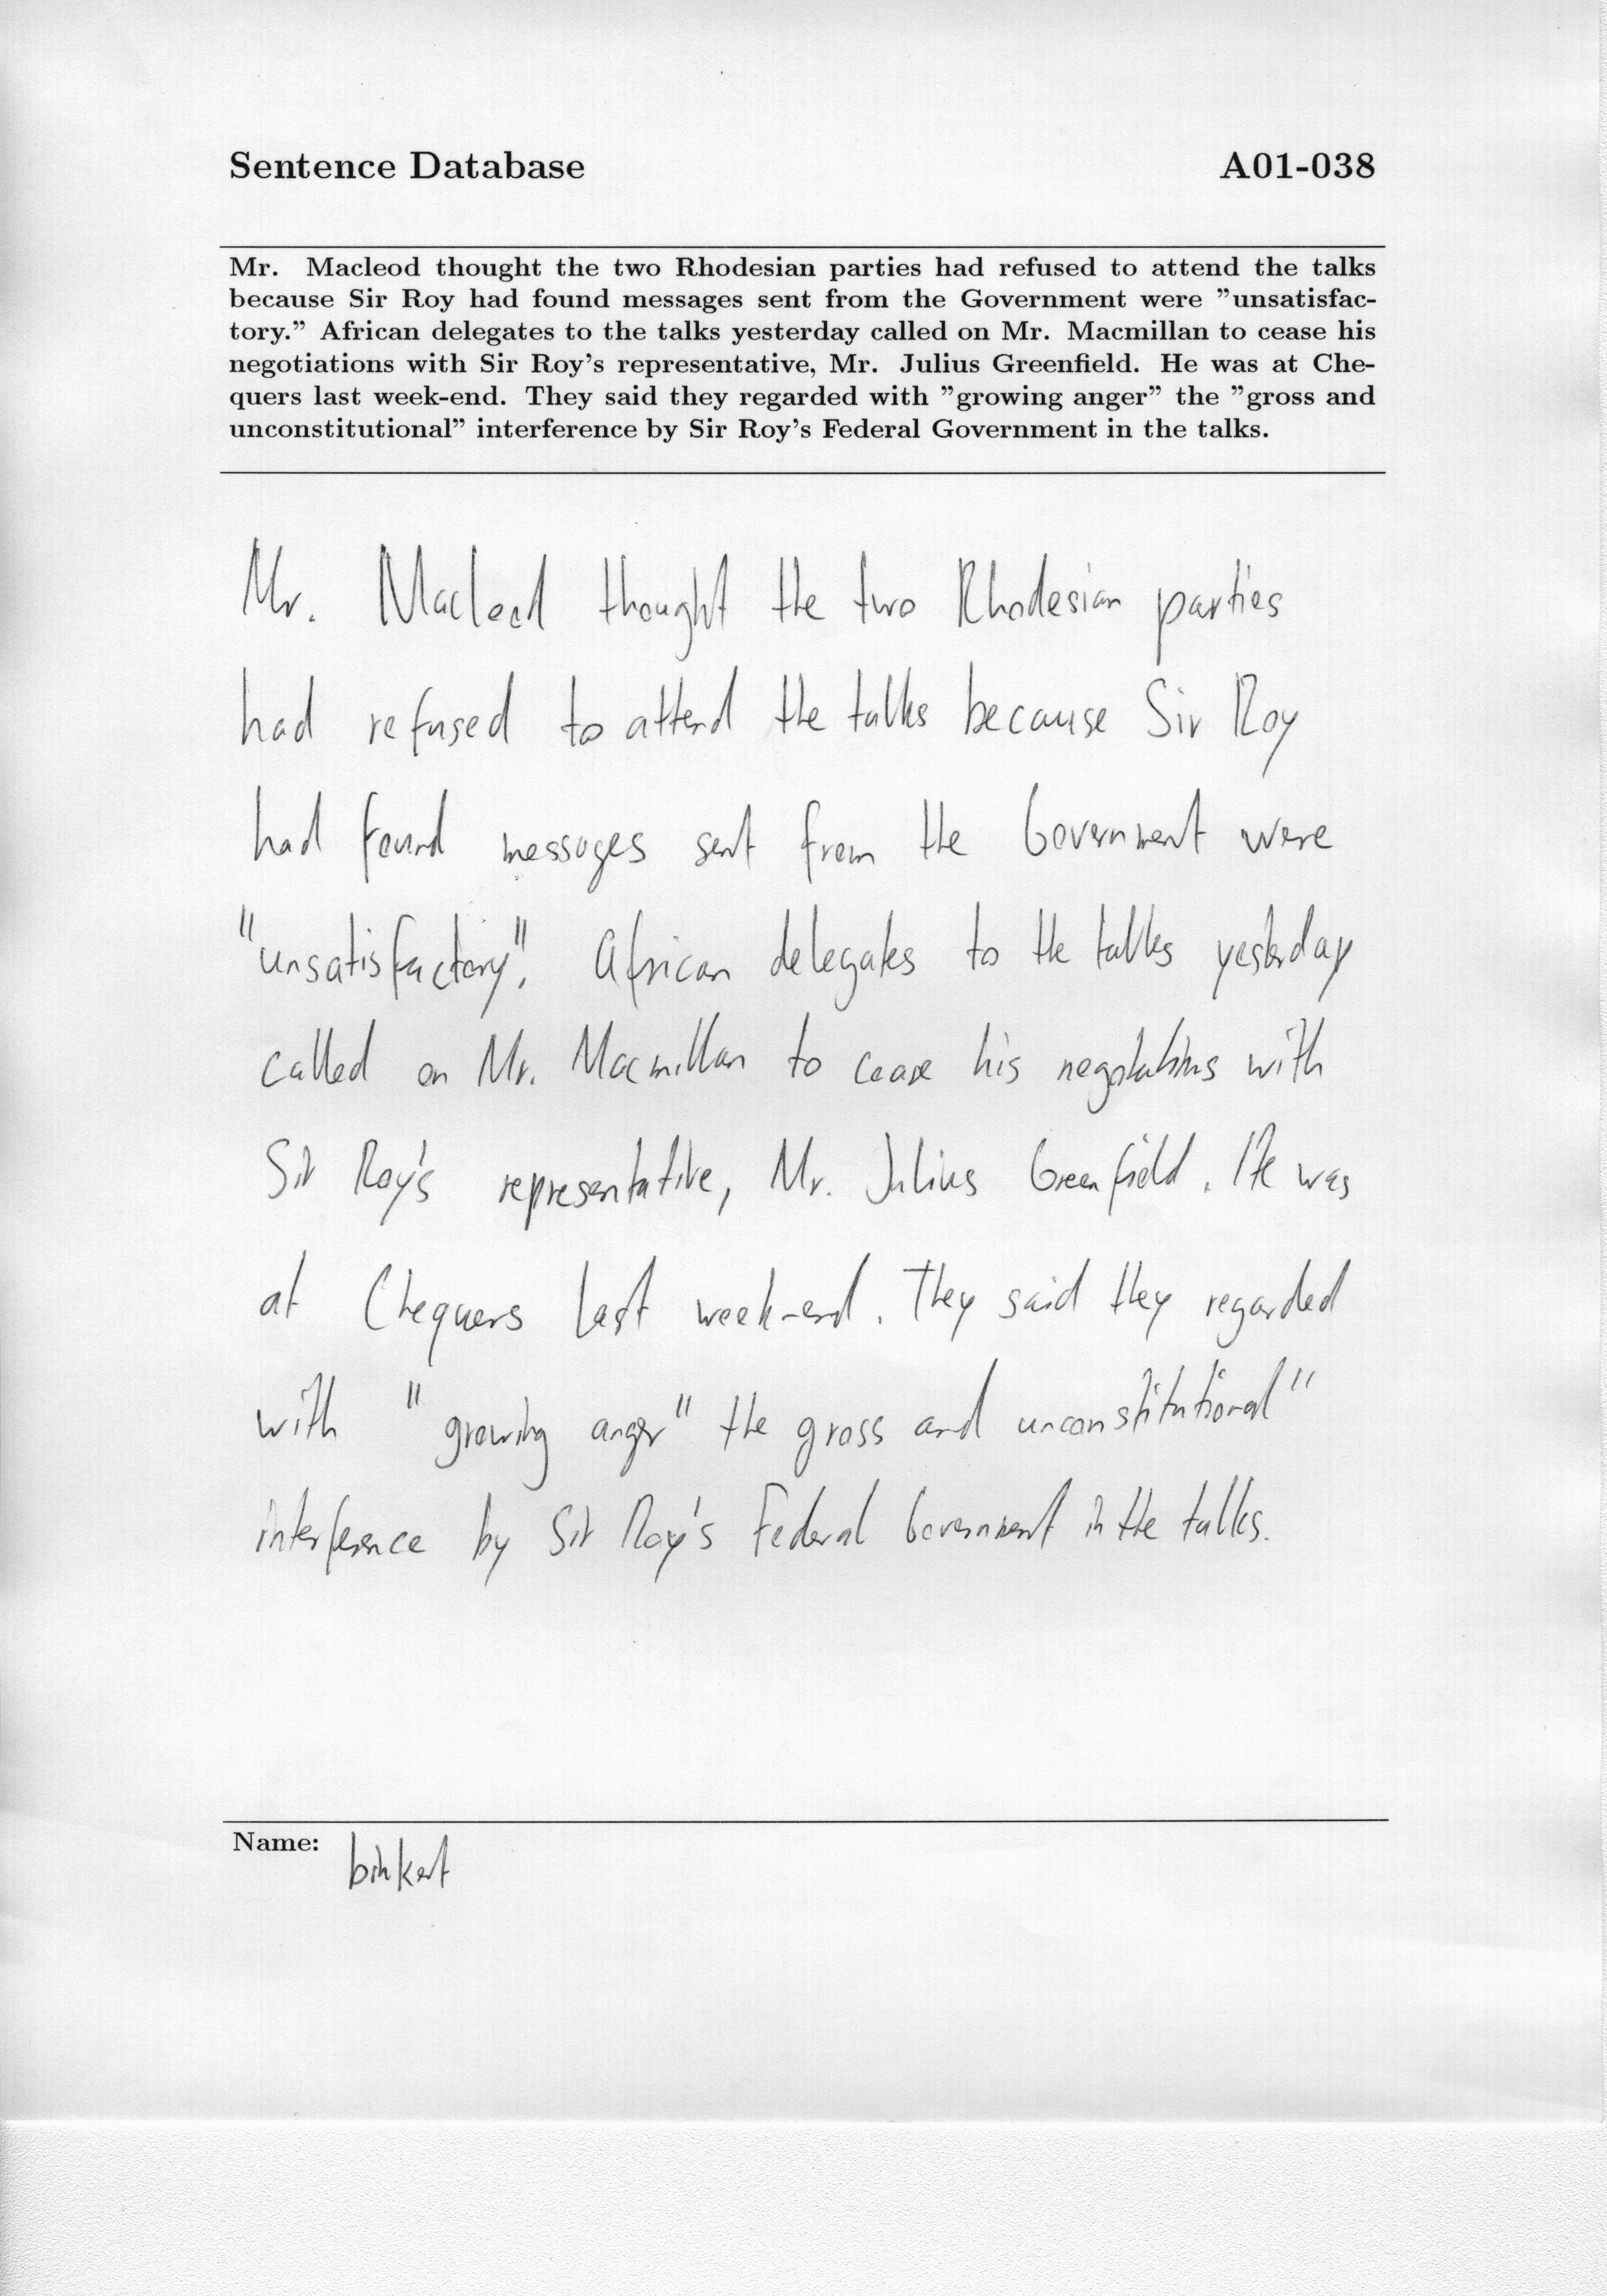 Sentence Database A01-038
Mr. Macleod thought the two Rhodesian parties had refused to attend the talks
because Sir Roy had found messages sent from the Government were "unsatisfac-
tory." African delegates to the talks yesterday called on Mr. Macmillan to cease his
negotiations with Sir Roy's representative, Mr. Julius Greenfield. He was at Che-
quers last week-end. They said they regarded with "growing anger" the "gross and
unconstitutional" interference by Sir Roy's Federal Government in the talks.
Mr. Macleod thought the two Rhodesian parties
had refused to attend the talks because Sir Roy
had found messages sent from the Government were
"unsatisfactory". African delegates to the talks yesterday
called on Mr. Macmillan to cease his negotiations with
Sir Roy's representative, Mr. Julius Greenfield. He was
at Chequers last week-end. They said they regarded
with "growing anger" the gross and unconstitutional"
interference by Sir Roy's Federal Government in the talks.
Name: binkert